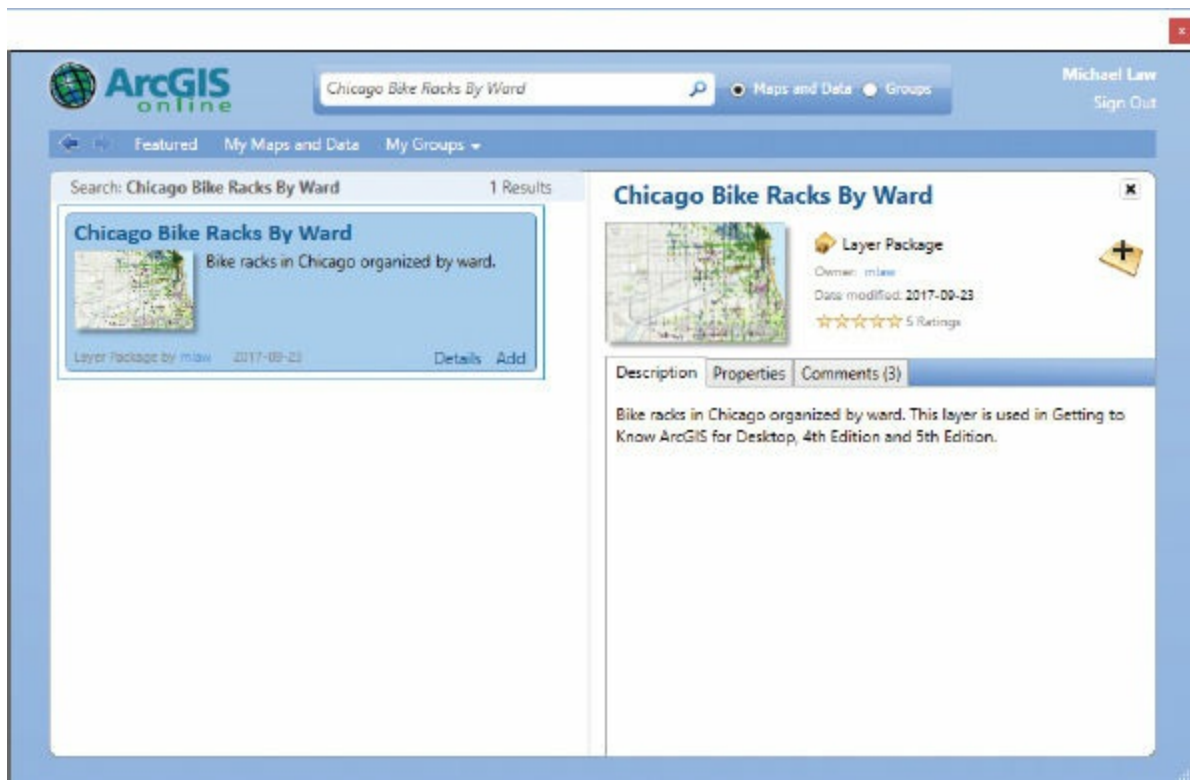 x
ArcGIS
online
Chicago Bike Racks By Ward
Maps and Data Groups
Michael Law
Sign Out
Featured My Maps and Data My Groups
Search: Chicago Bike Racks By Ward 1 Results
Chicago Bike Racks By Ward
Bike racks in Chicago organized by ward.
Layer Package by mlaw 2017-09-23
Details Add
Chicago Bike Racks By Ward
x
Layer Package
Owner: mlaw
Date modified: 2017-09-23
5 Ratings
Description Properties Comments (3)
Bike racks in Chicago organized by ward. This layer is used in Getting to
Know ArcGIS for Desktop, 4th Edition and 5th Edition.